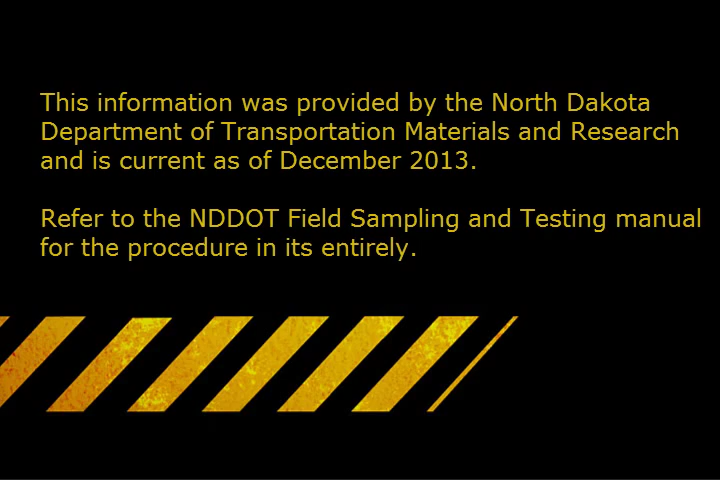 This information was provided by the North Dakota
Department of Transportation Materials and Research
and is current as of December 2013.
Refer to the NDDOT Field Sampling and Testing manual
for the procedure in its entirely.